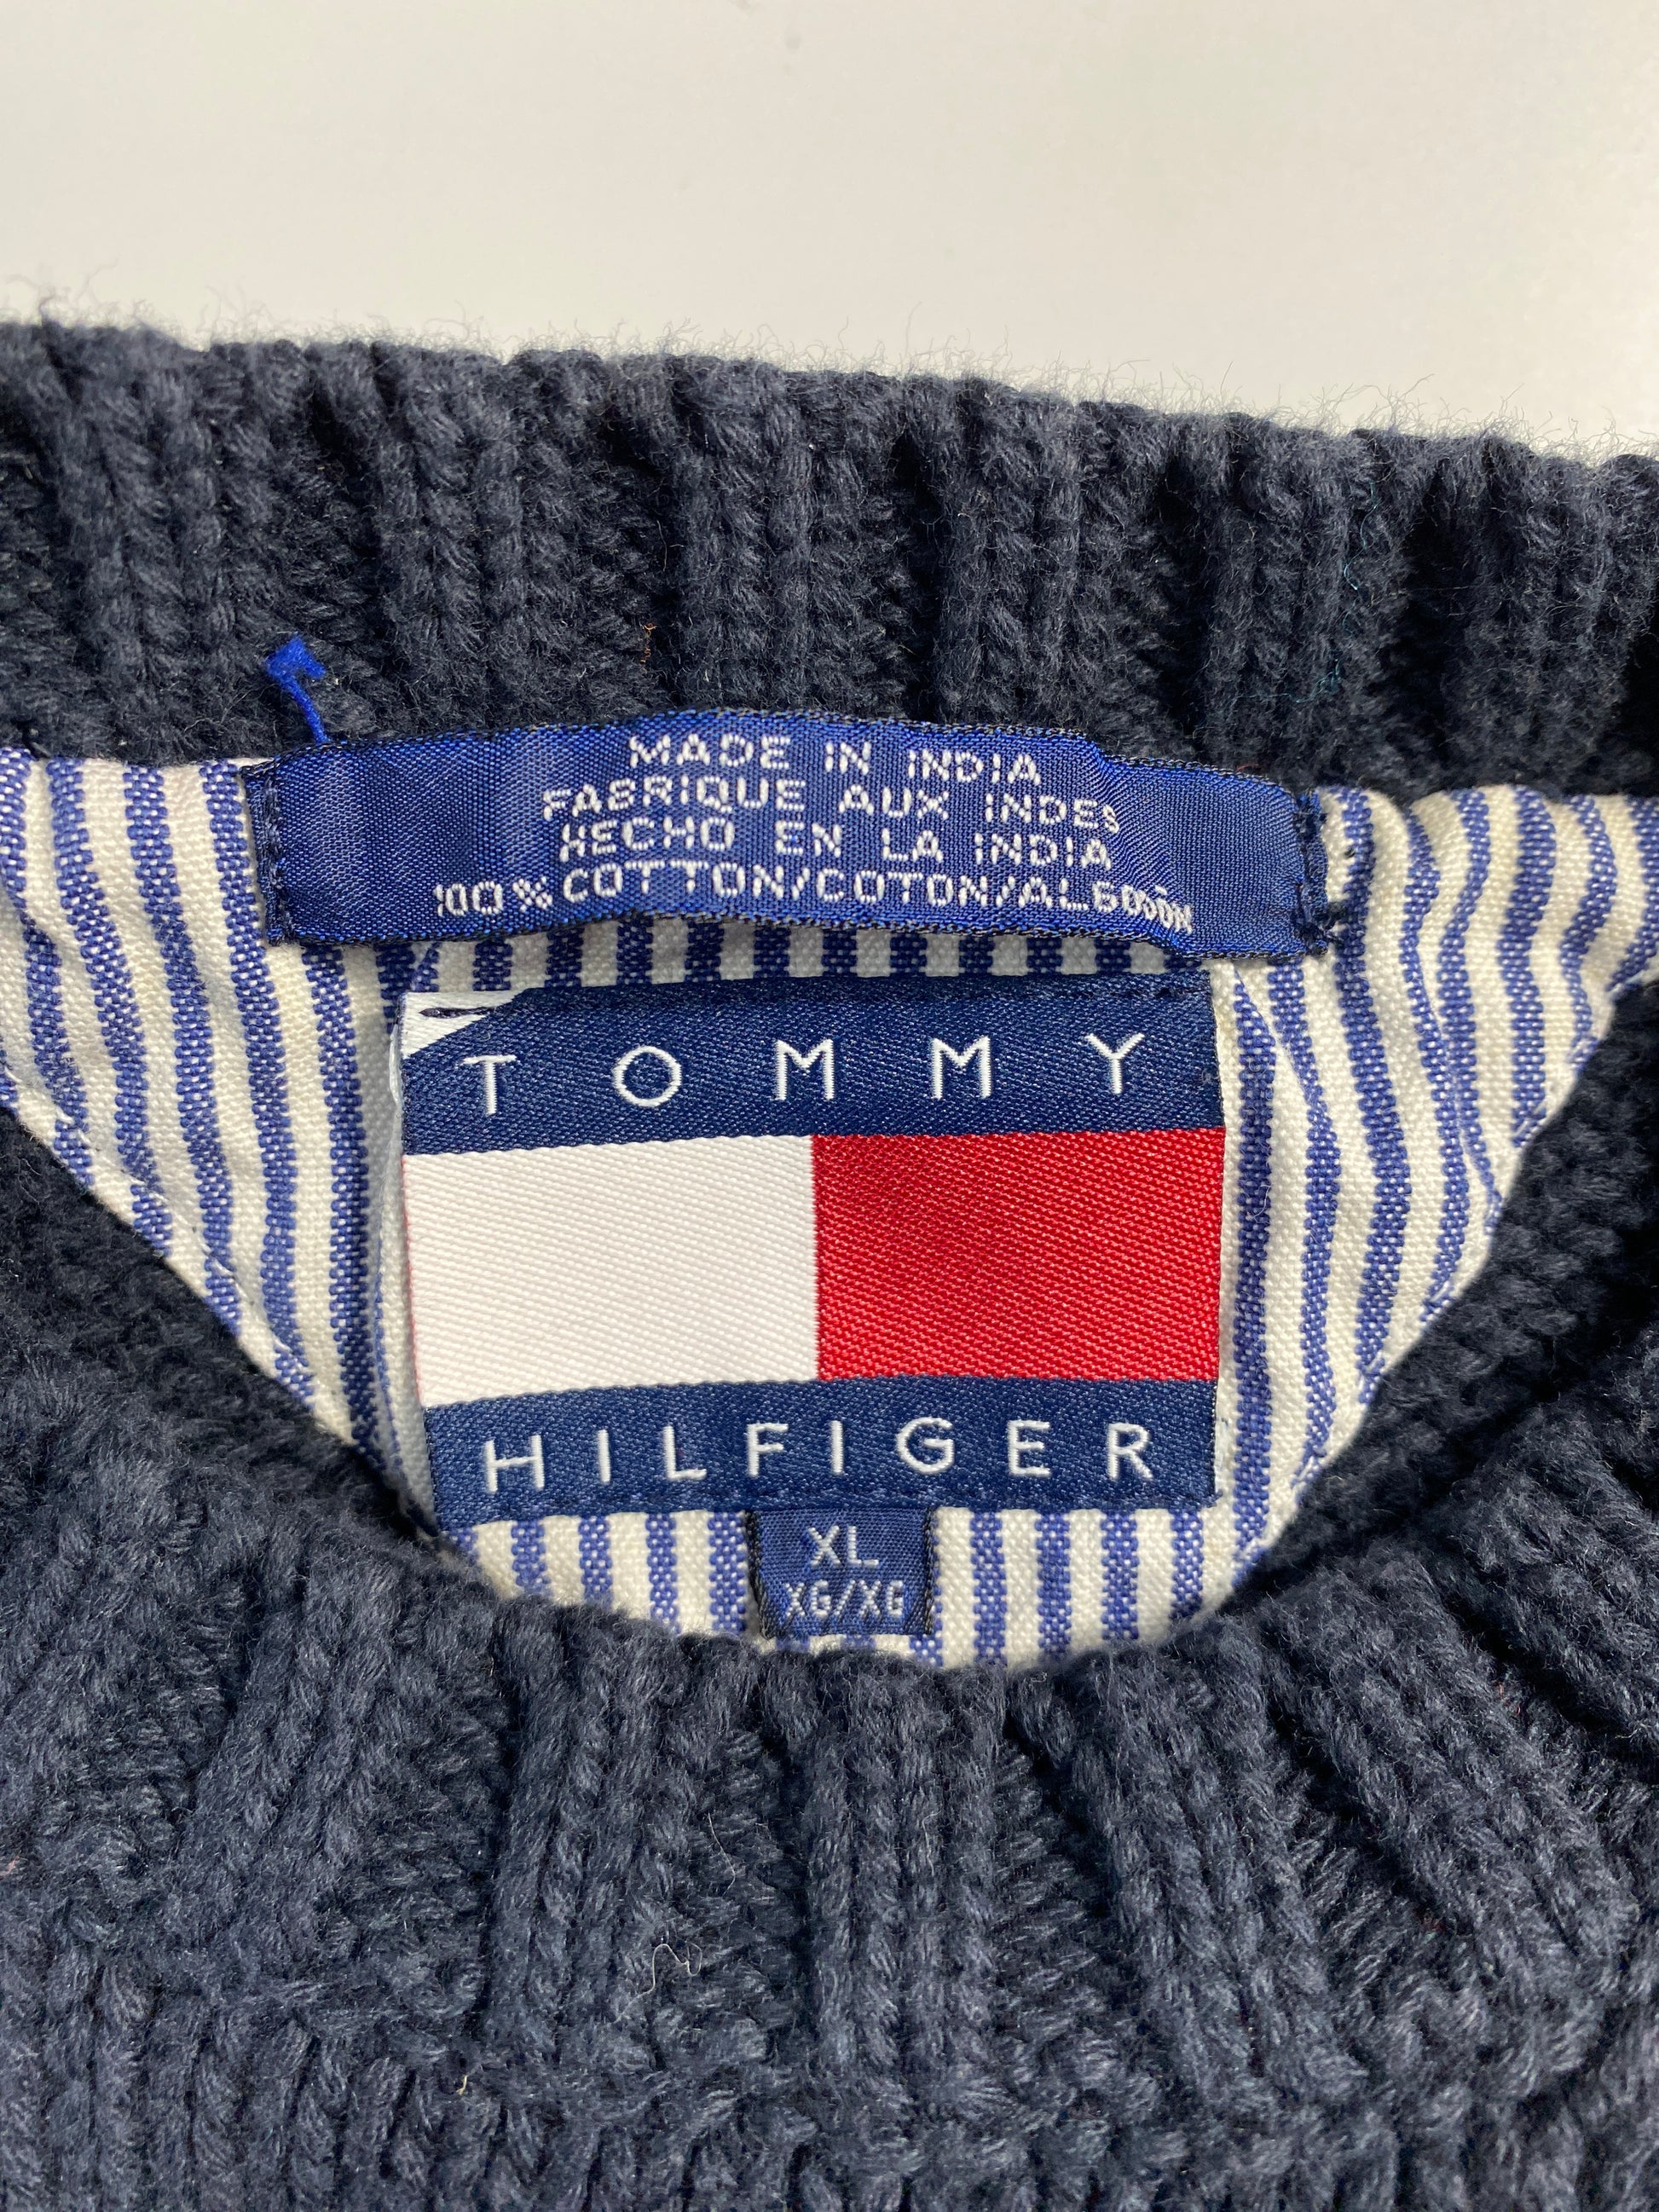 MADE IN INDIA
FABRIQUE AUX INDES
HECHO EN LA INDIA
100% COTTON/COTON/ALGODON
TOMMY
HILFIGER
XL
XG/XG